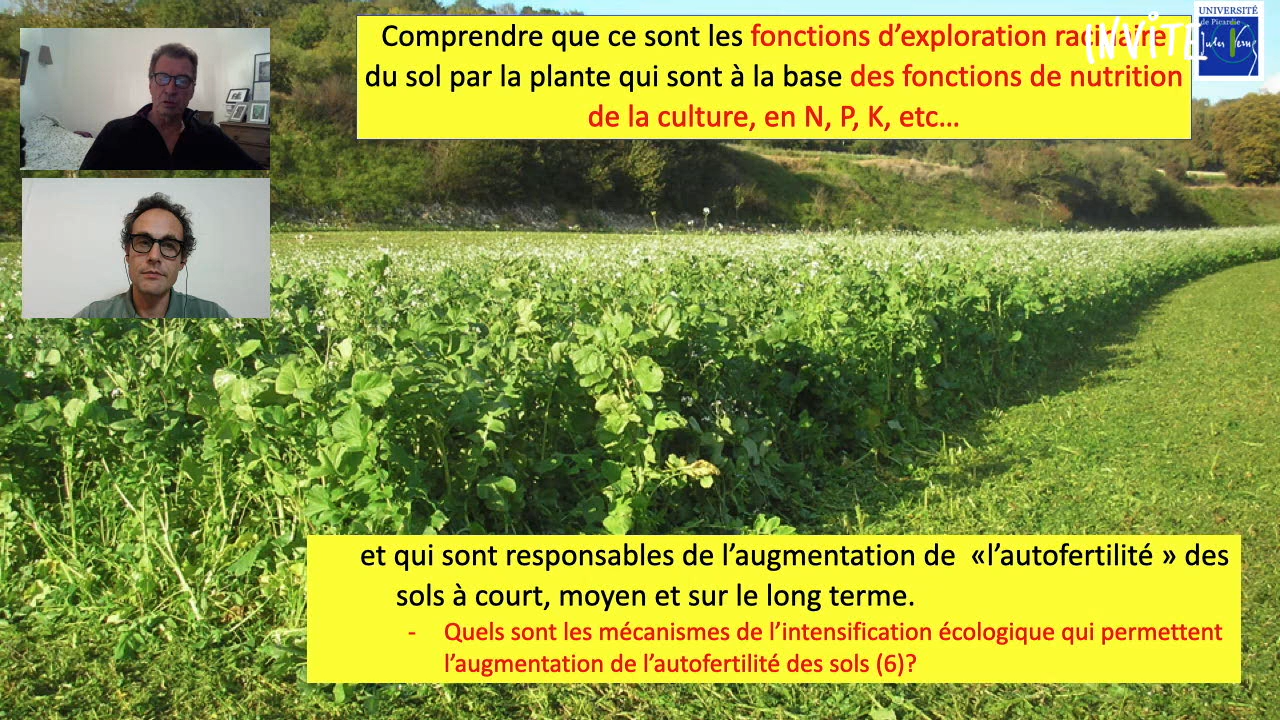 Comprendre que ce sont les fonctions d'exploration racinaire
du sol par la plante qui sont à la base des fonctions de nutrition
de la culture, en N, P, K, etc…
INVITE
UNIVERSITÉ
de Picardie
Jules Verne
et qui sont responsables de l'augmentation de «l'autofertilité » des
sols à court, moyen et sur le long terme.
- Quels sont les mécanismes de l'intensification écologique qui permettent
l'augmentation de l'autofertilité des sols (6)?